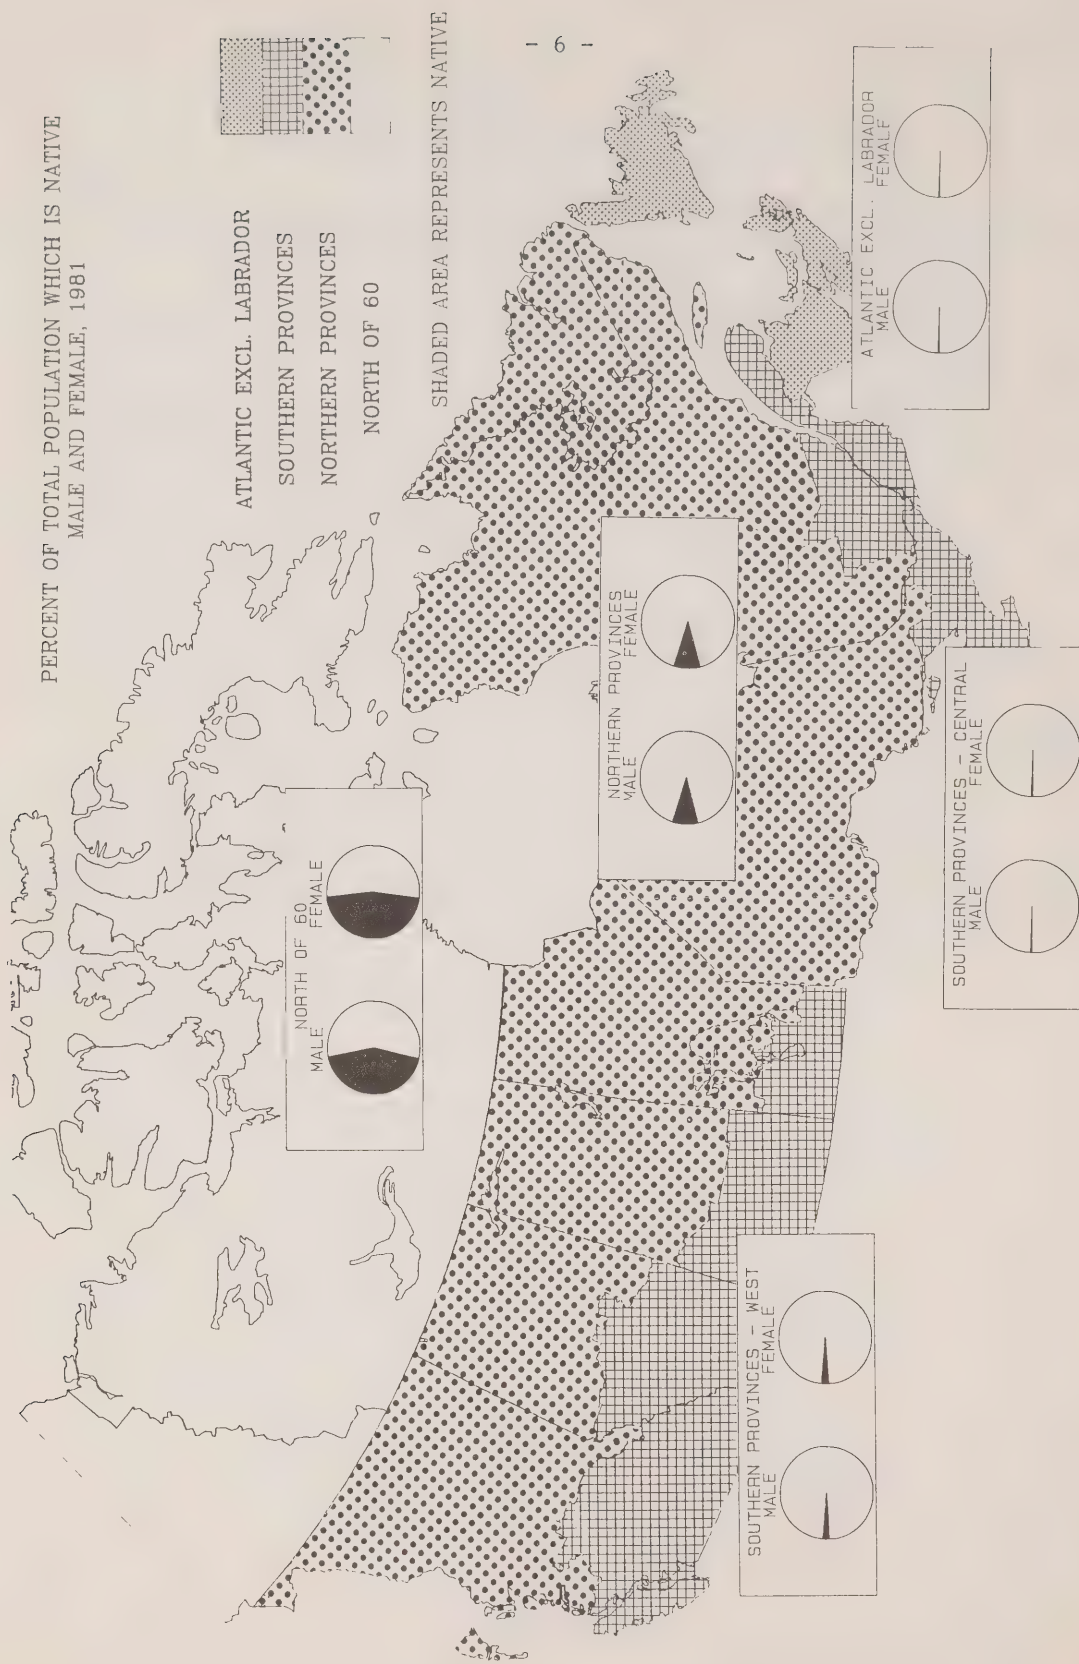 - 6 -
PERCENT OF TOTAL POPULATION WHICH IS NATIVE
MALE AND FEMALE, 1981
ATLANTIC EXCL. LABRADOR
SOUTHERN PROVINCES
NORTHERN PROVINCES
NORTH OF 60
SHADED AREA REPRESENTS NATIVE
NORTH OF 60
MALE FEMALE
NORTHERN PROVINCES
MALE FEMALE
ATLANTIC EXCL. LABRADOR
MALE FEMALE
SOUTHERN PROVINCES - WEST
MALE FEMALE
SOUTHERN PROVINCES - CENTRAL
MALE FEMALE